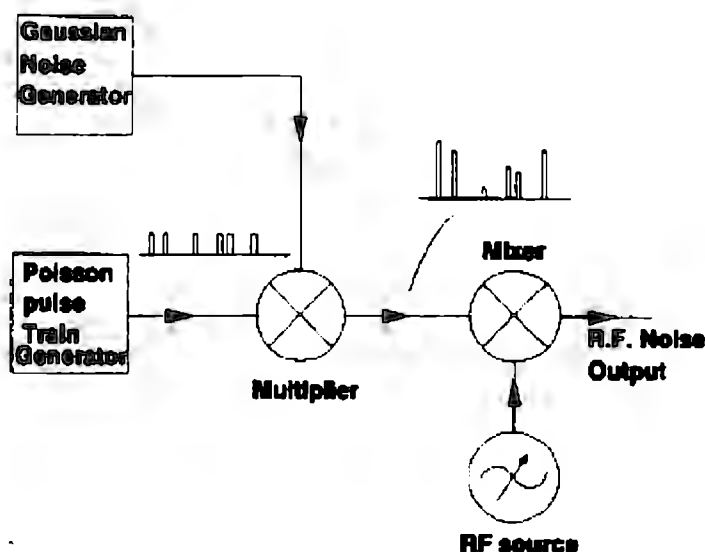 Gaussian
Noise
Generator
Poisson
pulse
Train
Generator
Multiplier
Mixer
R.F. Noise
Output
RF source